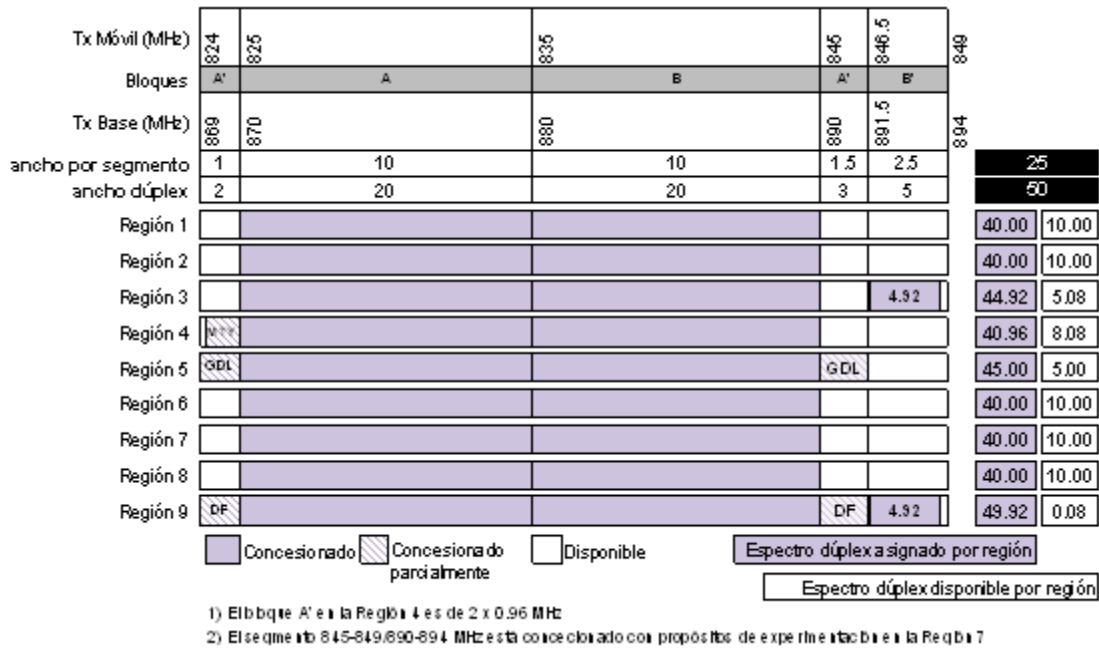 Tx Móvil (MHz) 824 825 835 845 846.5 849
Bloques A' A B A' B'
Tx Base (MHz) 869 870 880 890 891.5 894
ancho por segmento 1 10 10 1.5 2.5 25
ancho dúplex 2 20 20 3 5 50
Región 1 40.00 10.00
Región 2 40.00 10.00
Región 3 4.92 44.92 5.08
Región 4 MTY 40.96 8.08
Región 5 GDL GDL 45.00 5.00
Región 6 40.00 10.00
Región 7 40.00 10.00
Región 8 40.00 10.00
Región 9 DF DF 4.92 49.92 0.08
Concesionado Concesionado parcialmente Disponible Espectro dúplex asignado por región
Espectro dúplex disponible por región
1) El bloque A' en la Región 4 es de 2 x 0.96 MHz
2) El segmento 845-849/890-894 MHz está concecionado con propósitos de experimentación en la Región 7